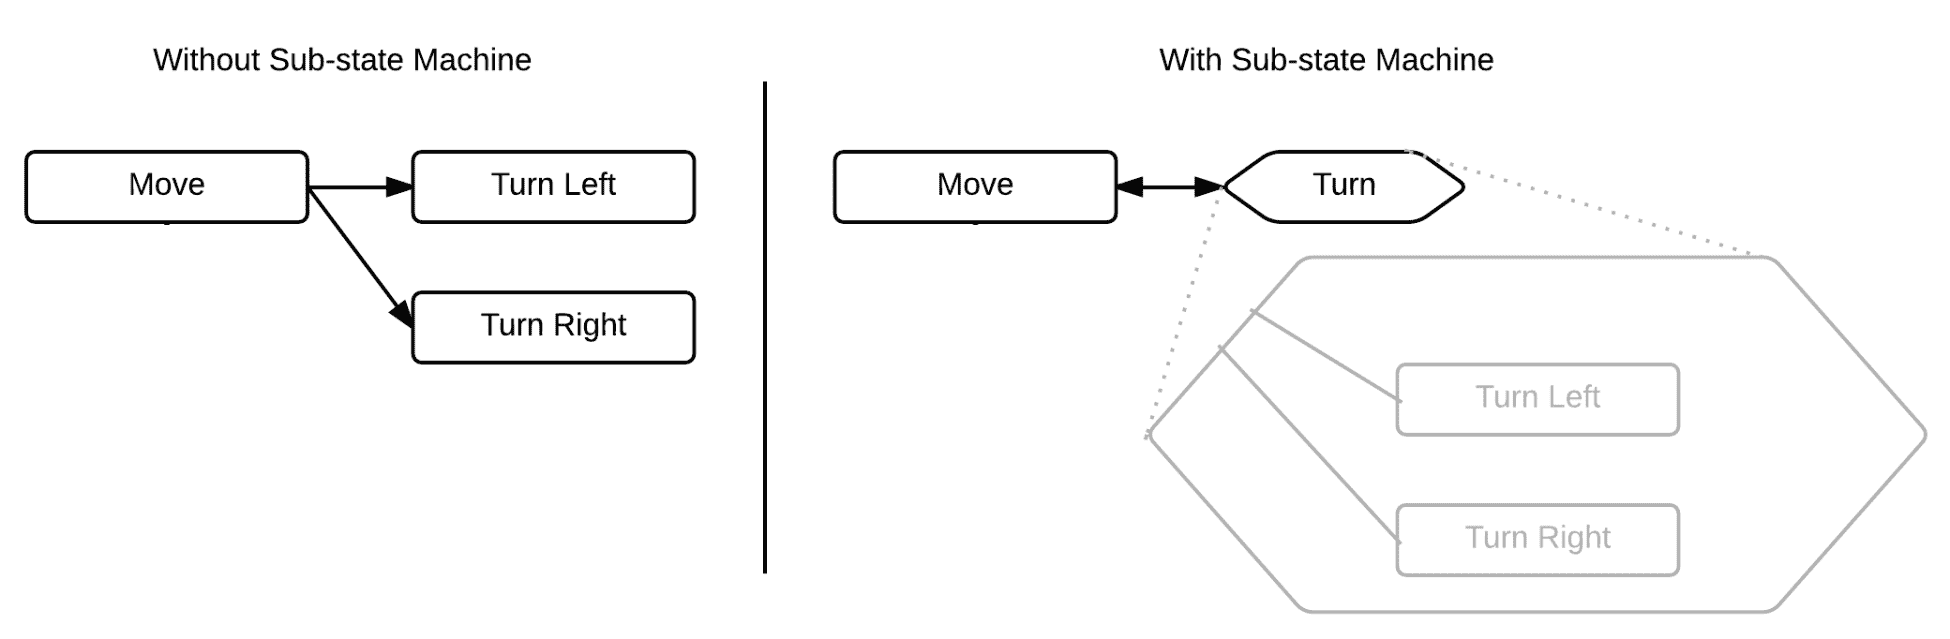 Without Sub-state Machine
Move
Turn Left
Turn Right
With Sub-state Machine
Move
Turn
Turn Left
Turn Right